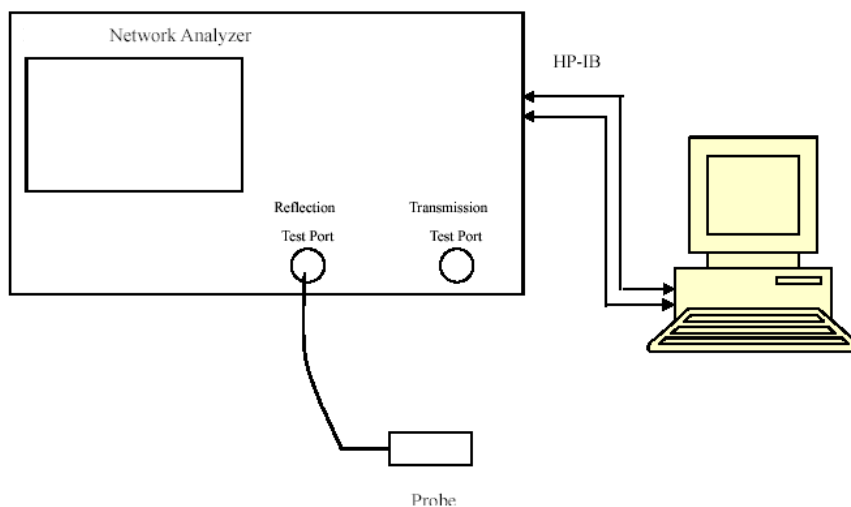 Network Analyzer
HP-IB
Reflection
Test Port
Transmission
Test Port
Probe